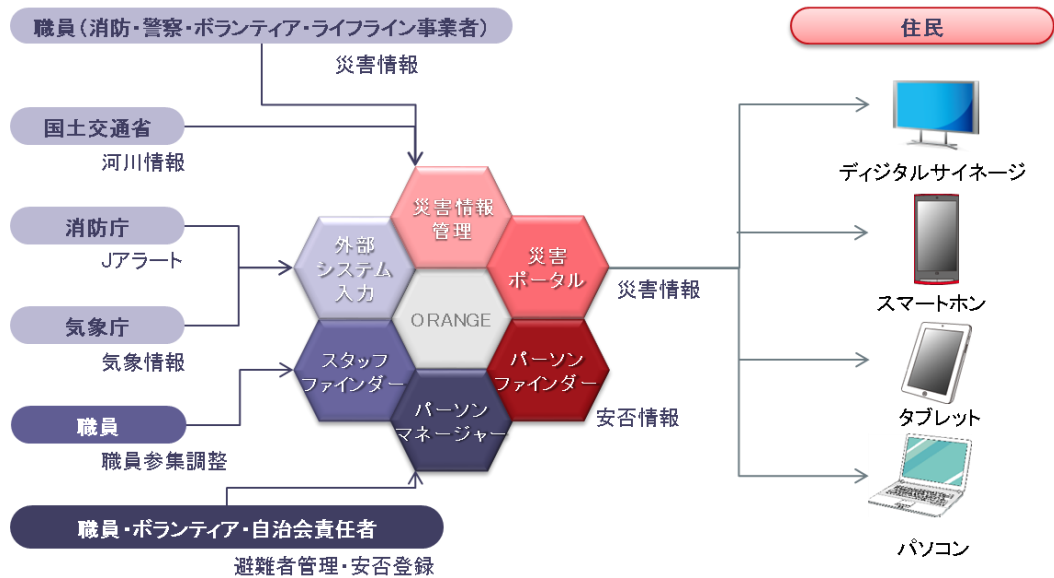 職員（消防・警察・ボランティア・ライフライン事業者）
災害情報
国土交通省
河川情報
消防庁
Jアラート
気象庁
気象情報
職員
職員参集調整
職員・ボランティア・自治会責任者
避難者管理・安否登録
災害情報
管理
外部
システム
入力
災害
ポータル
ORANGE
スタッフ
ファインダー
パーソン
ファインダー
パーソン
マネージャー
災害情報
安否情報
住民
ディジタルサイネージ
スマートホン
タブレット
パソコン